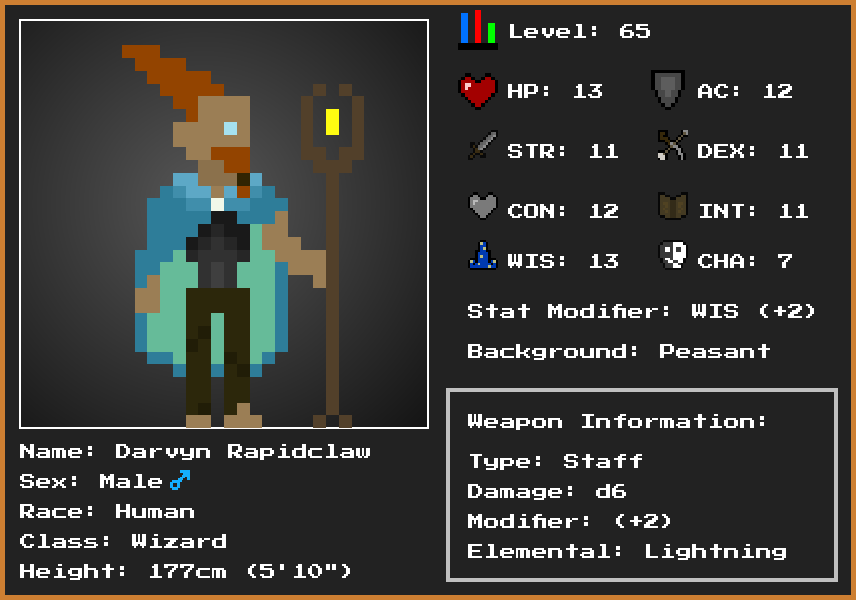 Level: 65
HP: 13 AC: 12
STR: 11 DEX: 11
CON: 12 INT: 11
WIS: 13 CHA: 7
Stat Modifier: WIS (+2)
Background: Peasant
Weapon Information:
Type: Staff
Damage: d6
Modifier: (+2)
Elemental: Lightning
Name: Darvyn Rapidclaw
Sex: Male♂
Race: Human
Class: Wizard
Height: 177cm (5'10")